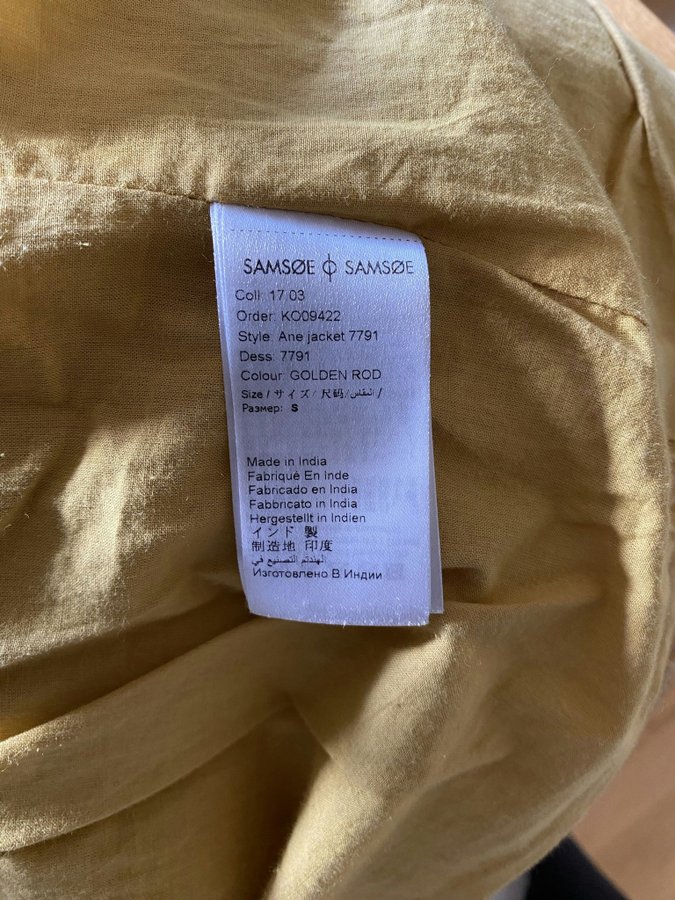 SAMSØE ϕ SAMSØE
Coll: 17 03
Order: KO09422
Style: Ane jacket 7791
Dess: 7791
Colour: GOLDEN ROD
Size / サイズ / 尺码/المقاس /
Размер: S
Made in India
Fabriqué En Inde
Fabricado en India
Fabbricato in India
Hergestellt in Indien
インド 製
制造地 印度
الهندتم التصنيع في
Изготовлено В Индии